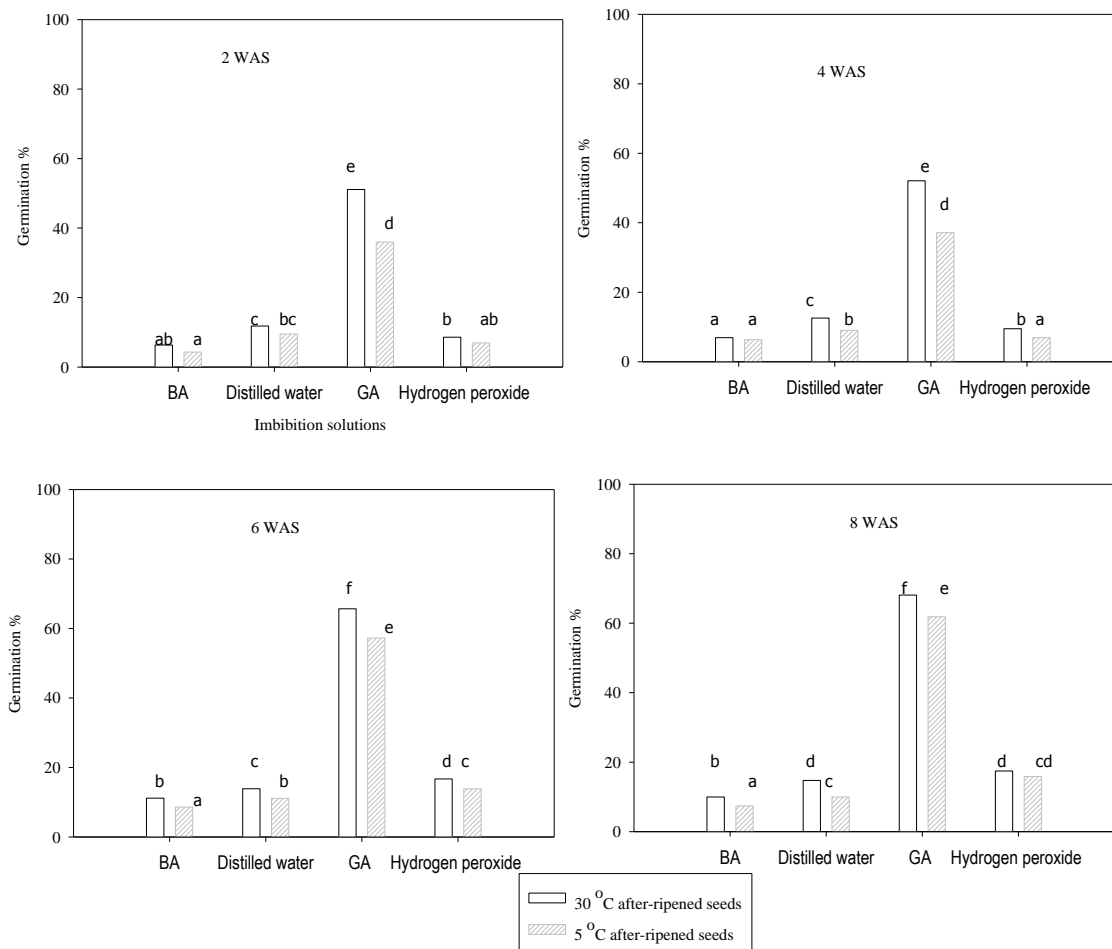 100
80
60
40
20
0
Germination %
2 WAS
ab a c bc e d b ab
BA Distilled water GA Hydrogen peroxide
Imbibition solutions
100
80
60
40
20
0
Germination %
4 WAS
a a c b e d b a
BA Distilled water GA Hydrogen peroxide
100
80
60
40
20
0
Germination %
6 WAS
b a c b f e d c
BA Distilled water GA Hydrogen peroxide
100
80
60
40
20
0
Germination %
8 WAS
b a d c f e d cd
BA Distilled water GA Hydrogen peroxide
30 °C after-ripened seeds
5 °C after-ripened seeds